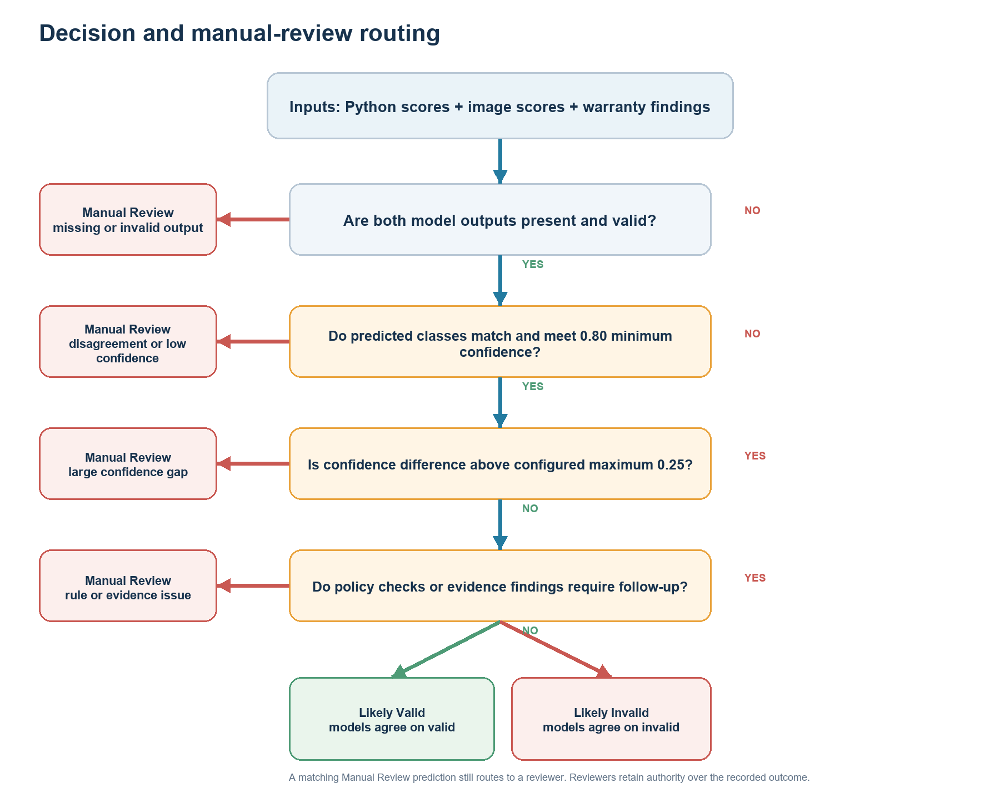 Decision and manual-review routing
Inputs: Python scores + image scores + warranty findings
Manual Review
missing or invalid output
Are both model outputs present and valid?
NO
YES
Manual Review
disagreement or low
confidence
Do predicted classes match and meet 0.80 minimum
confidence?
NO
YES
Manual Review
large confidence gap
Is confidence difference above configured maximum 0.25?
YES
NO
Manual Review
rule or evidence issue
Do policy checks or evidence findings require follow-up?
YES
NO
Likely Valid
models agree on valid
Likely Invalid
models agree on invalid
A matching Manual Review prediction still routes to a reviewer. Reviewers retain authority over the recorded outcome.